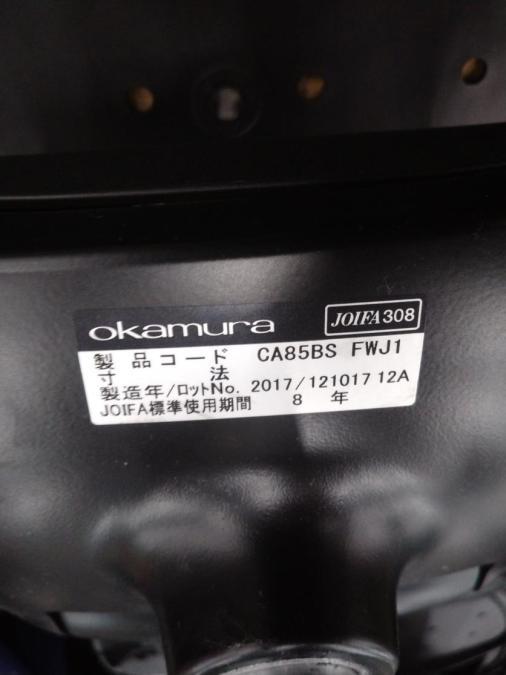 okamura JOIFA308
製品コード CA85BS FWJ1
寸法
製造年/ロットNo. 2017/121017 12A
JOIFA標準使用期間 8 年